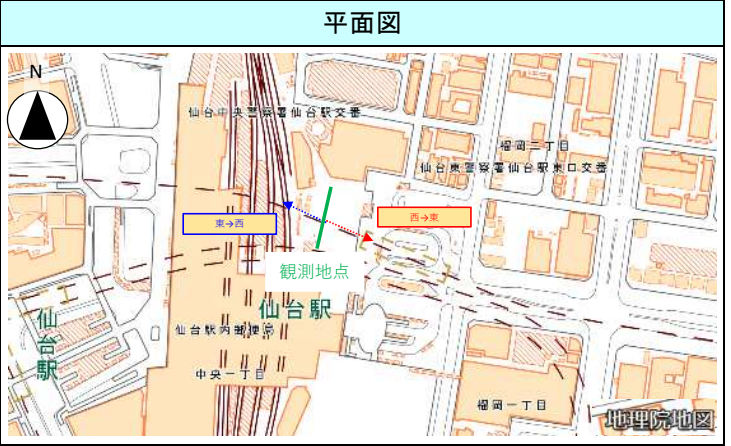 平面図
N
仙台中央警察署仙台駅交番
榴岡二丁目
仙台東警察署仙台駅東口交番
東→西
西→東
観測地点
仙台駅
仙台駅
仙台駅内郵便局
中央一丁目
榴岡一丁目
地理院地図